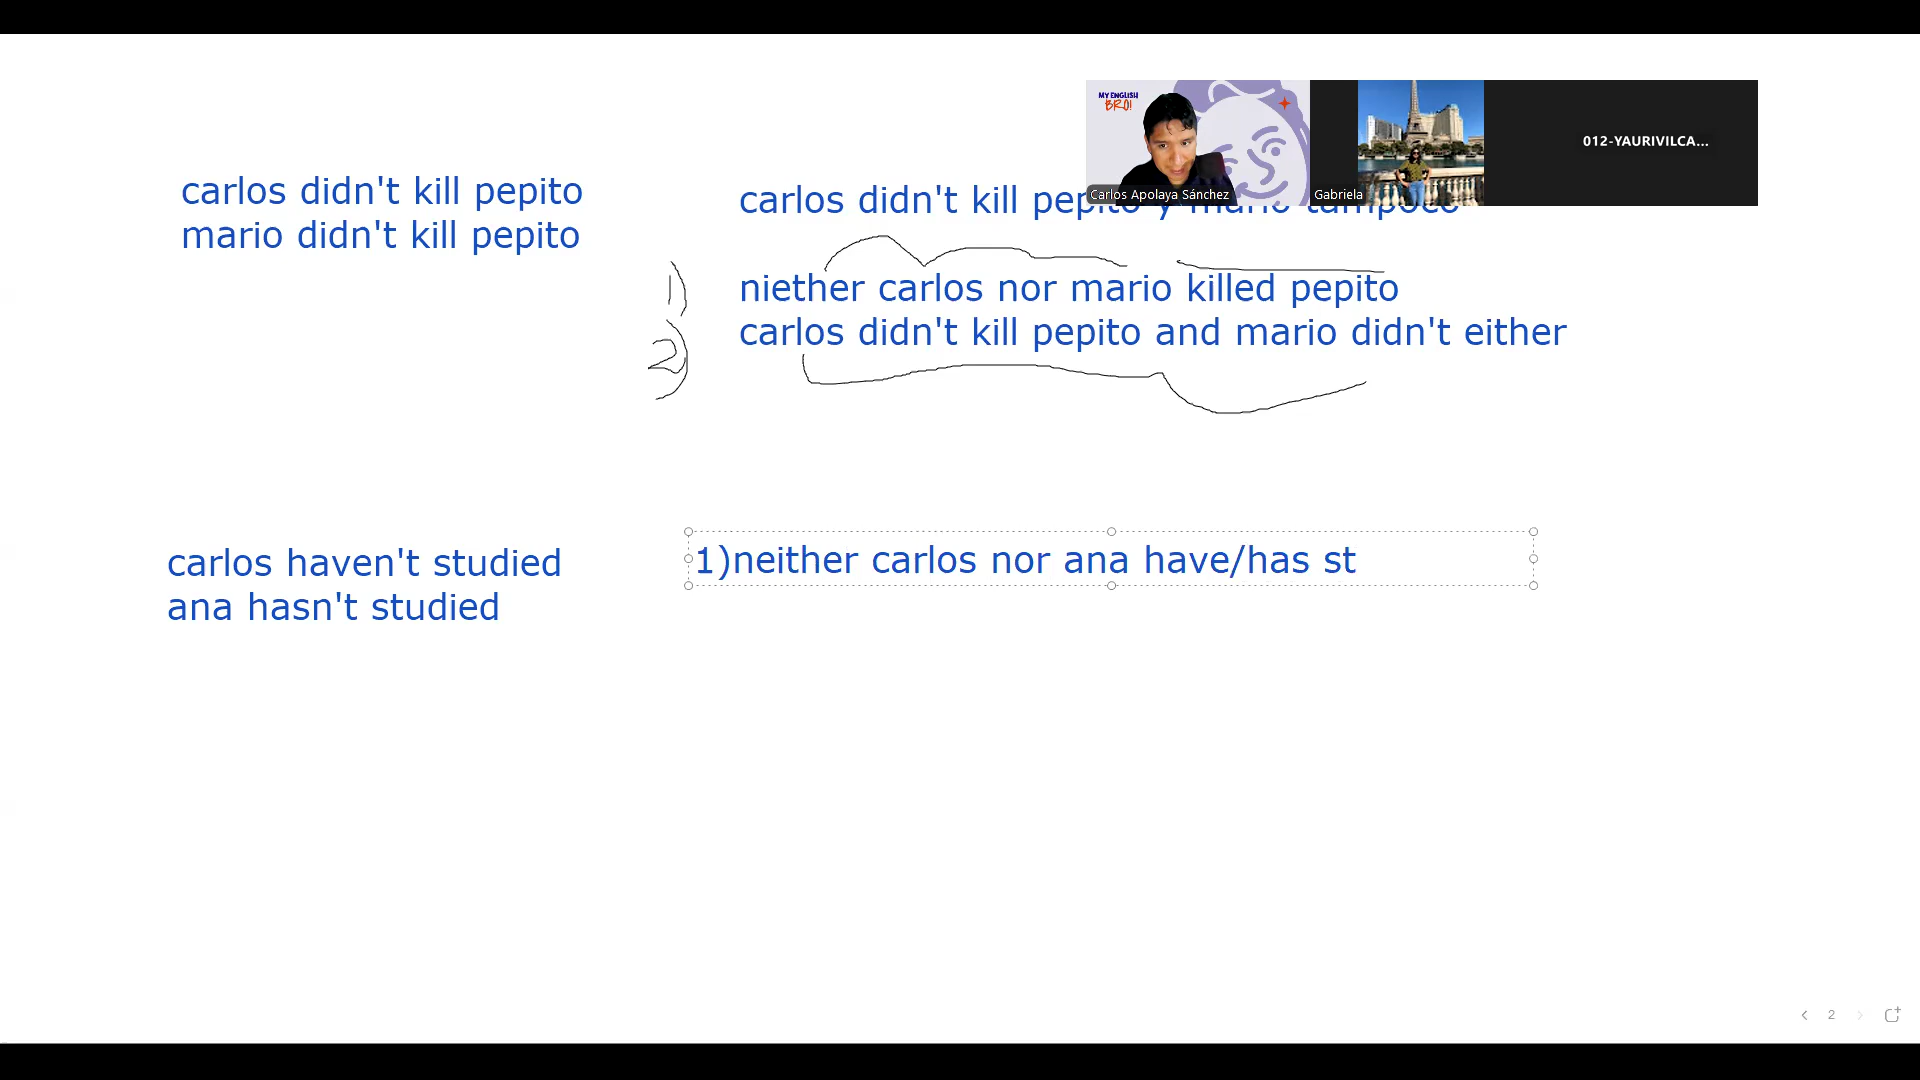 MY ENGLISH
BRO!
Carlos Apolaya Sánchez
Gabriela
012-YAURIVILCA...
carlos didn't kill pepito
mario didn't kill pepito
carlos didn't kill pepito y mario tampoco
1)
niether carlos nor mario killed pepito
2)
carlos didn't kill pepito and mario didn't either
carlos haven't studied
ana hasn't studied
1)neither carlos nor ana have/has st
2